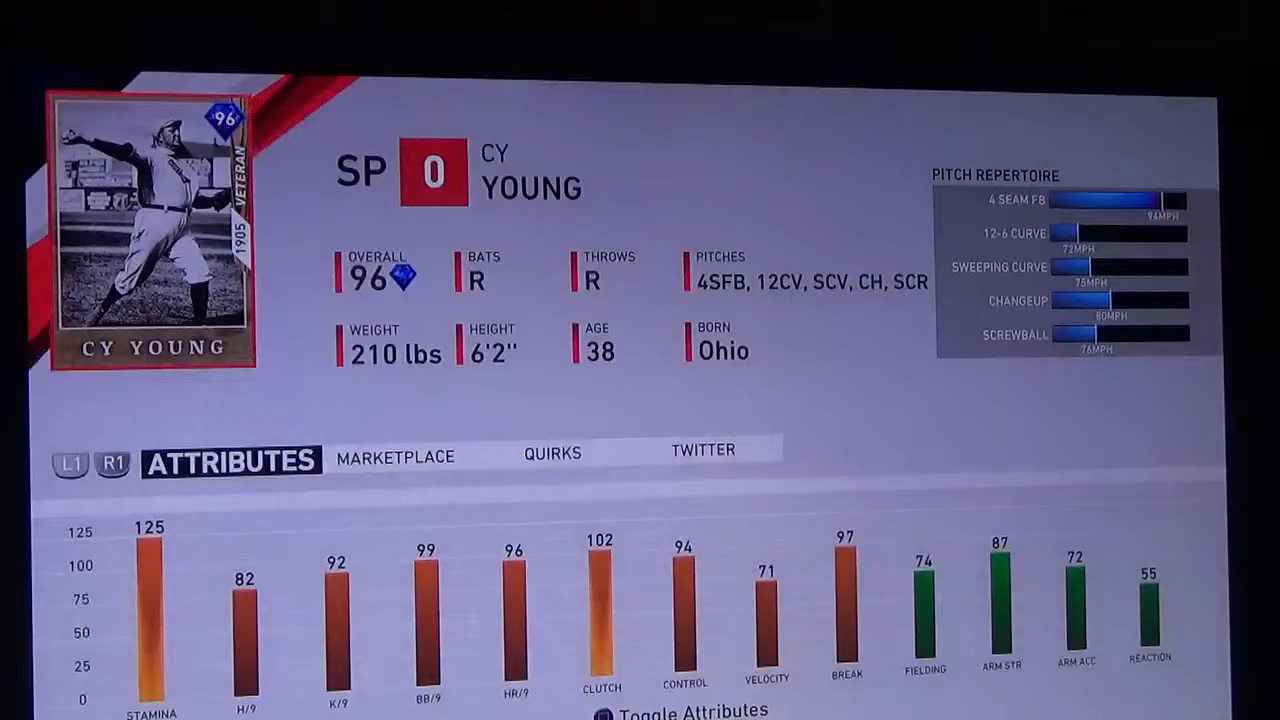 96
VETERAN
1905
CY YOUNG
SP 0 CY
YOUNG
OVERALL BATS THROWS PITCHES
96 R R 4SFB, 12CV, SCV, CH, SCR
WEIGHT HEIGHT AGE BORN
210 lbs 6'2" 38 Ohio
PITCH REPERTOIRE
4 SEAM FB
94MPH
12-6 CURVE
72MPH
SWEEPING CURVE
75MPH
CHANGEUP
80MPH
SCREWBALL
76MPH
L1 R1 ATTRIBUTES MARKETPLACE QUIRKS TWITTER
125 100 75 50 25 0
125 82 92 99 96 102 94 71 97 74 87 72 55
STAMINA H/9 K/9 BB/9 HR/9 CLUTCH CONTROL VELOCITY BREAK FIELDING ARM STR ARM ACC REACTION
Toggle Attributes